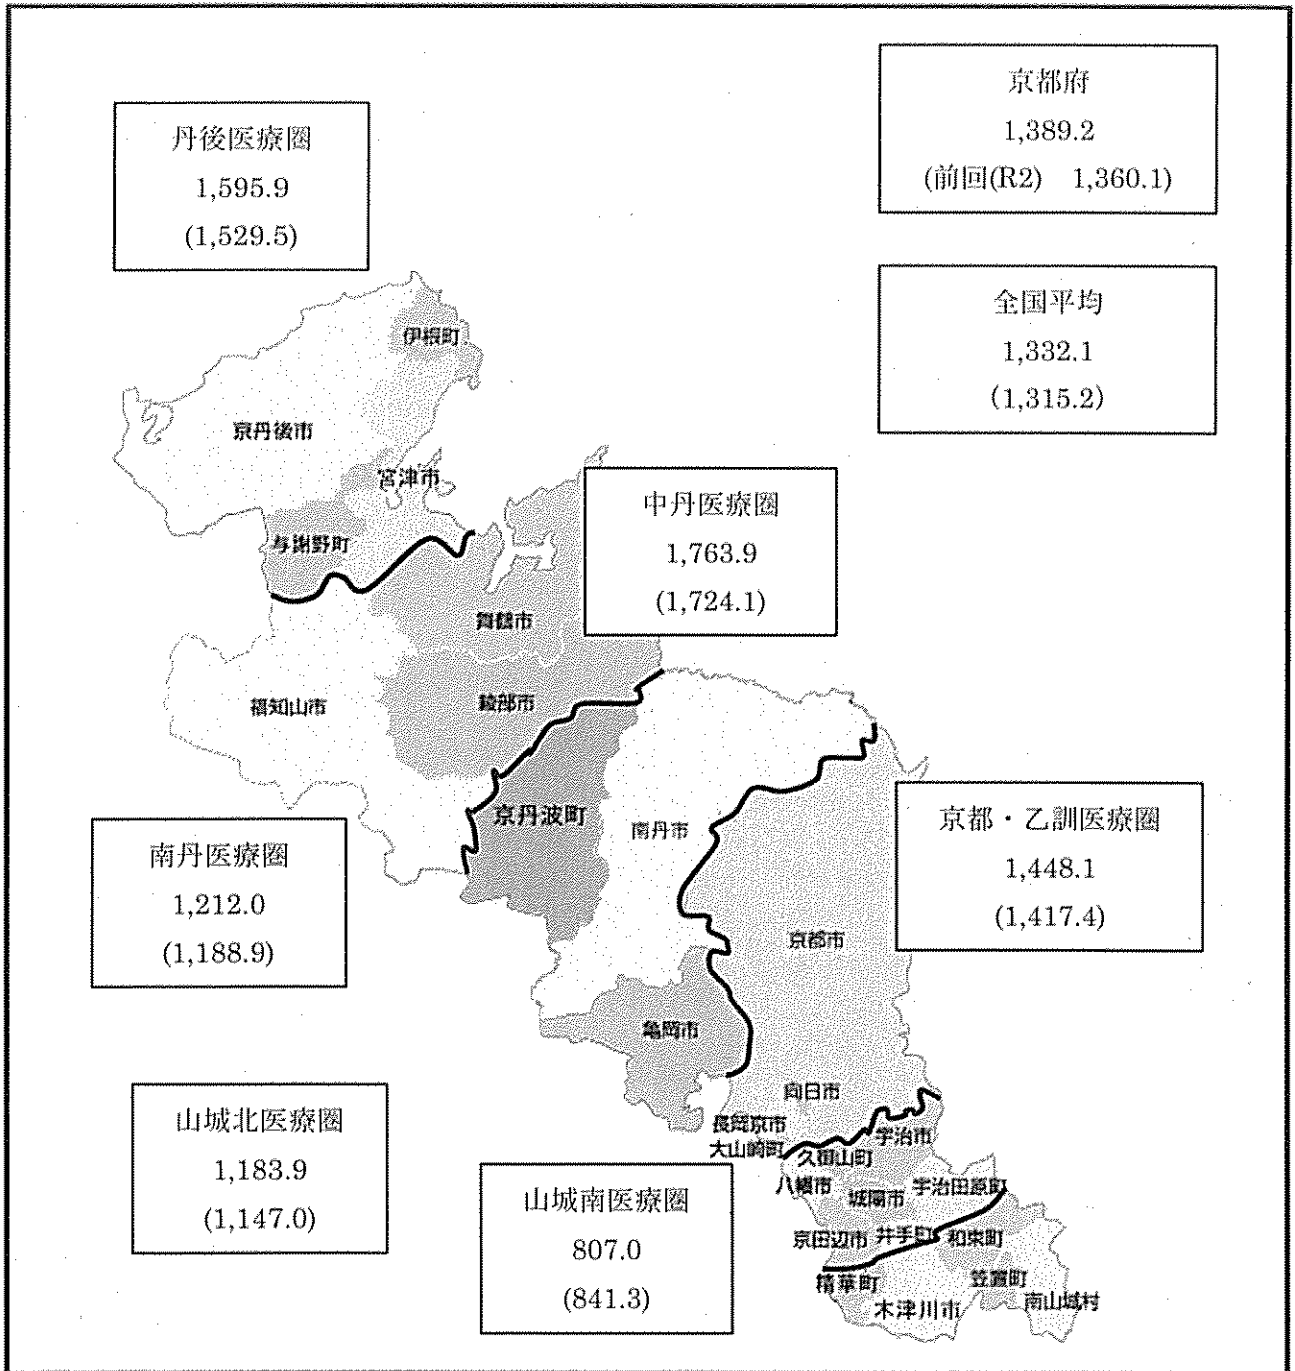 京都府
1,389.2
(前回(R2) 1,360.1)
丹後医療圏
1,595.9
(1,529.5)
全国平均
1,332.1
(1,315.2)
伊根町
京丹後市
宮津市
与謝野町
中丹医療圏
1,763.9
(1,724.1)
舞鶴市
綾部市
福知山市
京丹波町
南丹市
南丹医療圏
1,212.0
(1,188.9)
京都・乙訓医療圏
1,448.1
(1,417.4)
京都市
亀岡市
向日市
長岡京市
大山崎町
宇治市
久御山町
八幡市
城陽市
宇治田原町
京田辺市
井手町
和束町
精華町
笠置町
木津川市
南山城村
山城北医療圏
1,183.9
(1,147.0)
山城南医療圏
807.0
(841.3)